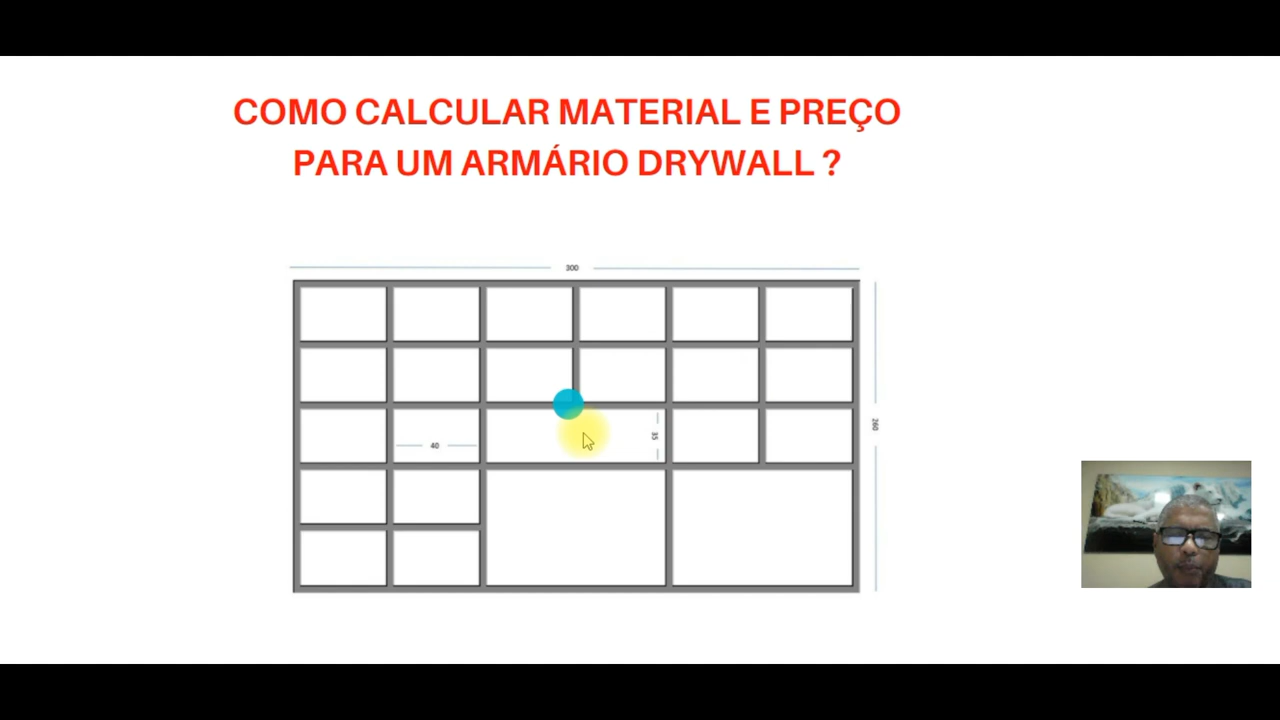 COMO CALCULAR MATERIAL E PREÇO
PARA UM ARMÁRIO DRYWALL ?
300
260
35
40